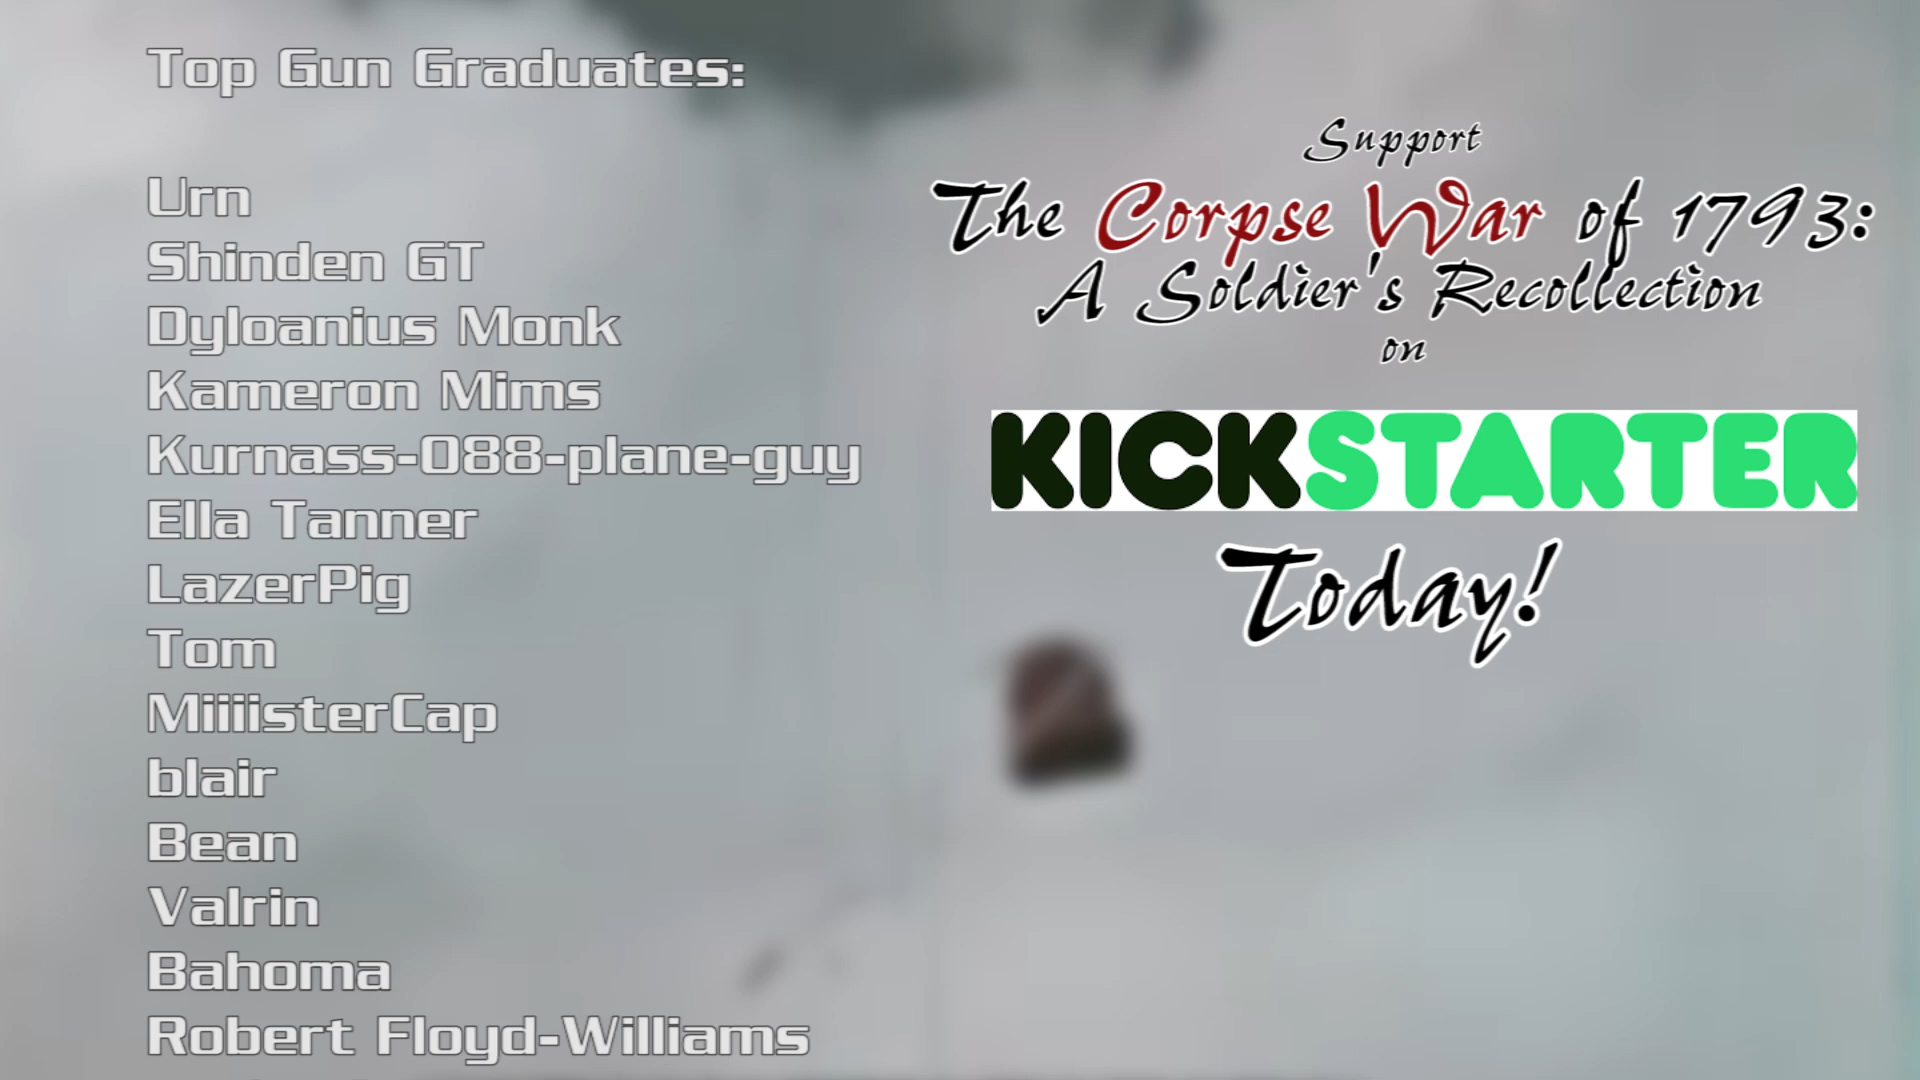 Top Gun Graduates:
Urn
Shinden GT
Dyloanius Monk
Kameron Mims
Kurnass-088-plane-guy
Ella Tanner
LazerPig
Tom
MiiiisterCap
blair
Bean
Valrin
Bahoma
Robert Floyd-Williams
Support
The Corpse War of 1793:
A Soldier's Recollection
on
KICKSTARTER
Today!